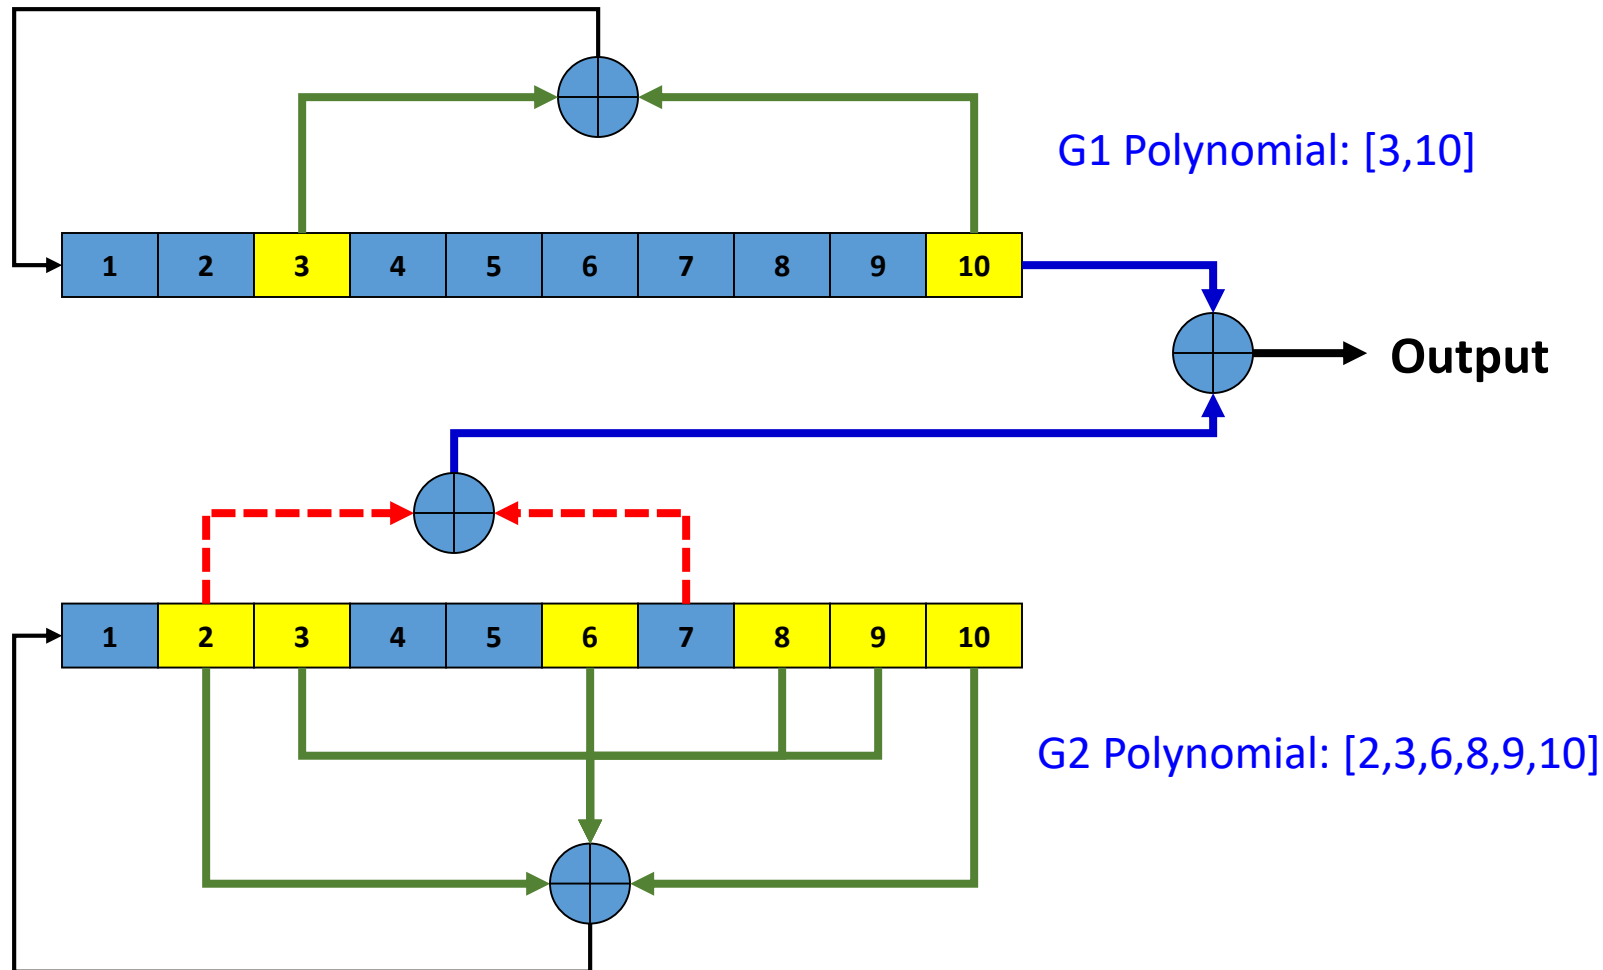 G1 Polynomial: [3,10]
1 2 3 4 5 6 7 8 9 10
Output
1 2 3 4 5 6 7 8 9 10
G2 Polynomial: [2,3,6,8,9,10]